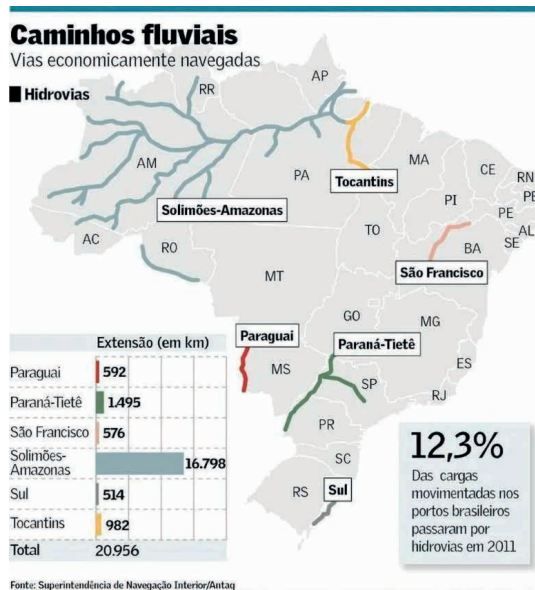 Caminhos fluviais
Vias economicamente navegadas
Hidrovias
RR
AP
AM
PA
MA
CE
RN
PI
PE
AL
SE
BA
TO
AC
RO
MT
GO
MG
ES
MS
SP
RJ
PR
SC
RS
Tocantins
Solimões-Amazonas
São Francisco
Paraguai
Paraná-Tietê
Sul
Extensão (em km)
Paraguai 592
Paraná-Tietê 1.495
São Francisco 576
Solimões-
Amazonas 16.798
Sul 514
Tocantins 982
Total 20.956
12,3%
Das cargas
movimentadas nos
portos brasileiros
passaram por
hidrovias em 2011
Fonte: Superintendência de Navegação Interior/Antaq